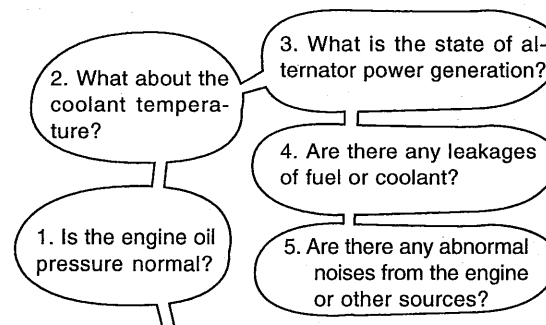 1. Is the engine oil
pressure normal?
2. What about the
coolant tempera-
ture?
3. What is the state of al-
ternator power generation?
4. Are there any leakages
of fuel or coolant?
5. Are there any abnormal
noises from the engine
or other sources?